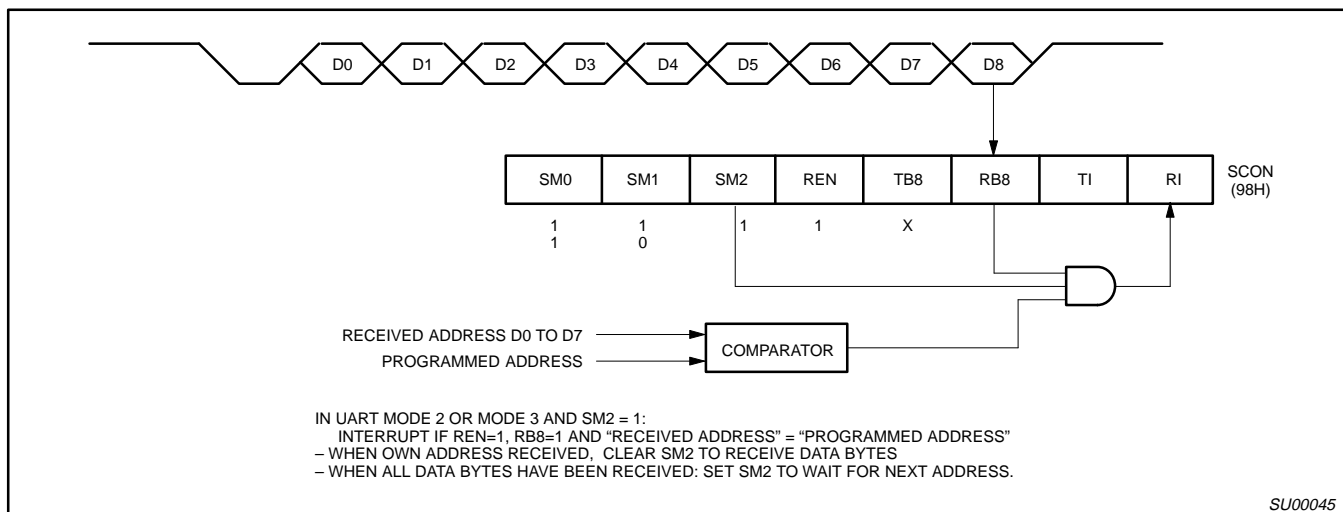 D0 D1 D2 D3 D4 D5 D6 D7 D8
SM0 SM1 SM2 REN TB8 RB8 TI RI
SCON
(98H)
1 1 1 1 X
1 0
RECEIVED ADDRESS D0 TO D7
PROGRAMMED ADDRESS
COMPARATOR
IN UART MODE 2 OR MODE 3 AND SM2 = 1:
INTERRUPT IF REN=1, RB8=1 AND “RECEIVED ADDRESS” = “PROGRAMMED ADDRESS”
– WHEN OWN ADDRESS RECEIVED, CLEAR SM2 TO RECEIVE DATA BYTES
– WHEN ALL DATA BYTES HAVE BEEN RECEIVED: SET SM2 TO WAIT FOR NEXT ADDRESS.
SU00045